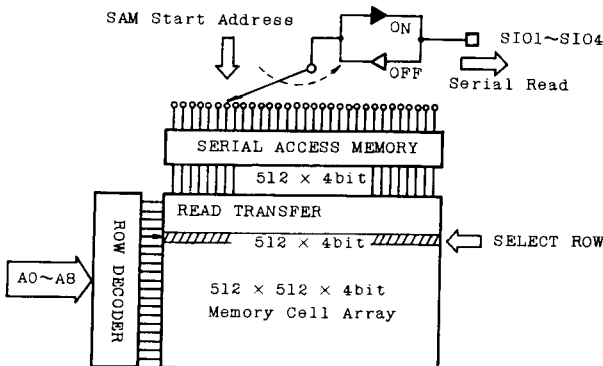 SAM Start Address
ON
SIO1~SIO4
OFF
Serial Read
SERIAL ACCESS MEMORY
512 × 4bit
READ TRANSFER
512 × 4bit
SELECT ROW
A0~A8
ROW DECODER
512 × 512 × 4bit
Memory Cell Array